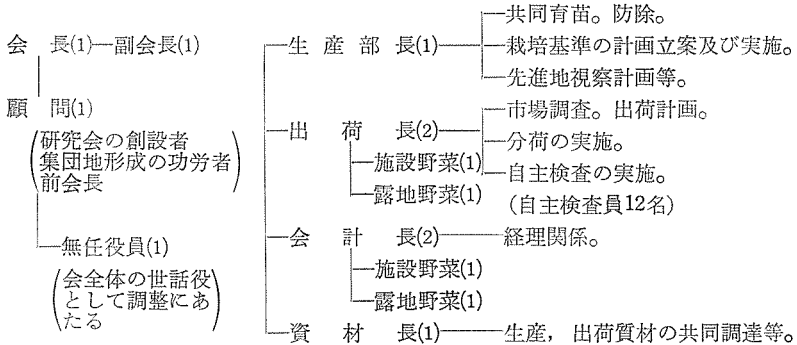 会長(1)―副会長(1)
顧問(1)
(研究会の創設者
集団地形成の功労者
前会長)
無任役員(1)
(会全体の世話役
として調整にあ
たる)
生産部長(1)
共同育苗。防除。
栽培基準の計画立案及び実施。
先進地視察計画等。
出荷長(2)
施設野菜(1)
露地野菜(1)
市場調査。出荷計画。
分荷の実施。
自主検査の実施。
(自主検査員12名)
会計長(2)
経理関係。
施設野菜(1)
露地野菜(1)
資材長(1)
生産,出荷質材の共同調達等。